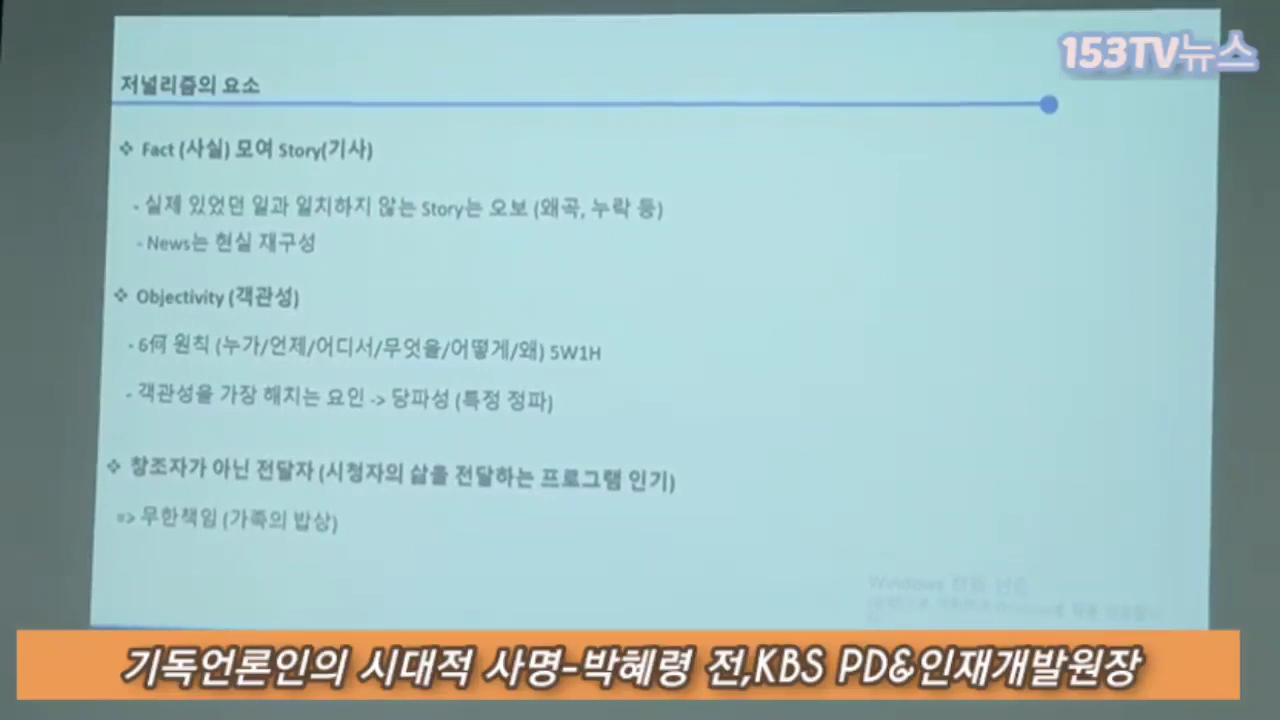 153TV뉴스
저널리즘의 요소
❖ Fact (사실) 모여 Story(기사)
- 실제 있었던 일과 일치하지 않는 Story는 오보 (왜곡, 누락 등)
- News는 현실 재구성
❖ Objectivity (객관성)
- 6何 원칙 (누가/언제/어디서/무엇을/어떻게/왜) 5W1H
- 객관성을 가장 해치는 요인 -> 당파성 (특정 정파)
❖ 창조자가 아닌 전달자 (시청자의 삶을 전달하는 프로그램 인기)
=> 무한책임 (가족의 밥상)
Windows
기독언론인의 시대적 사명-박혜령 전,KBS PD&인재개발원장